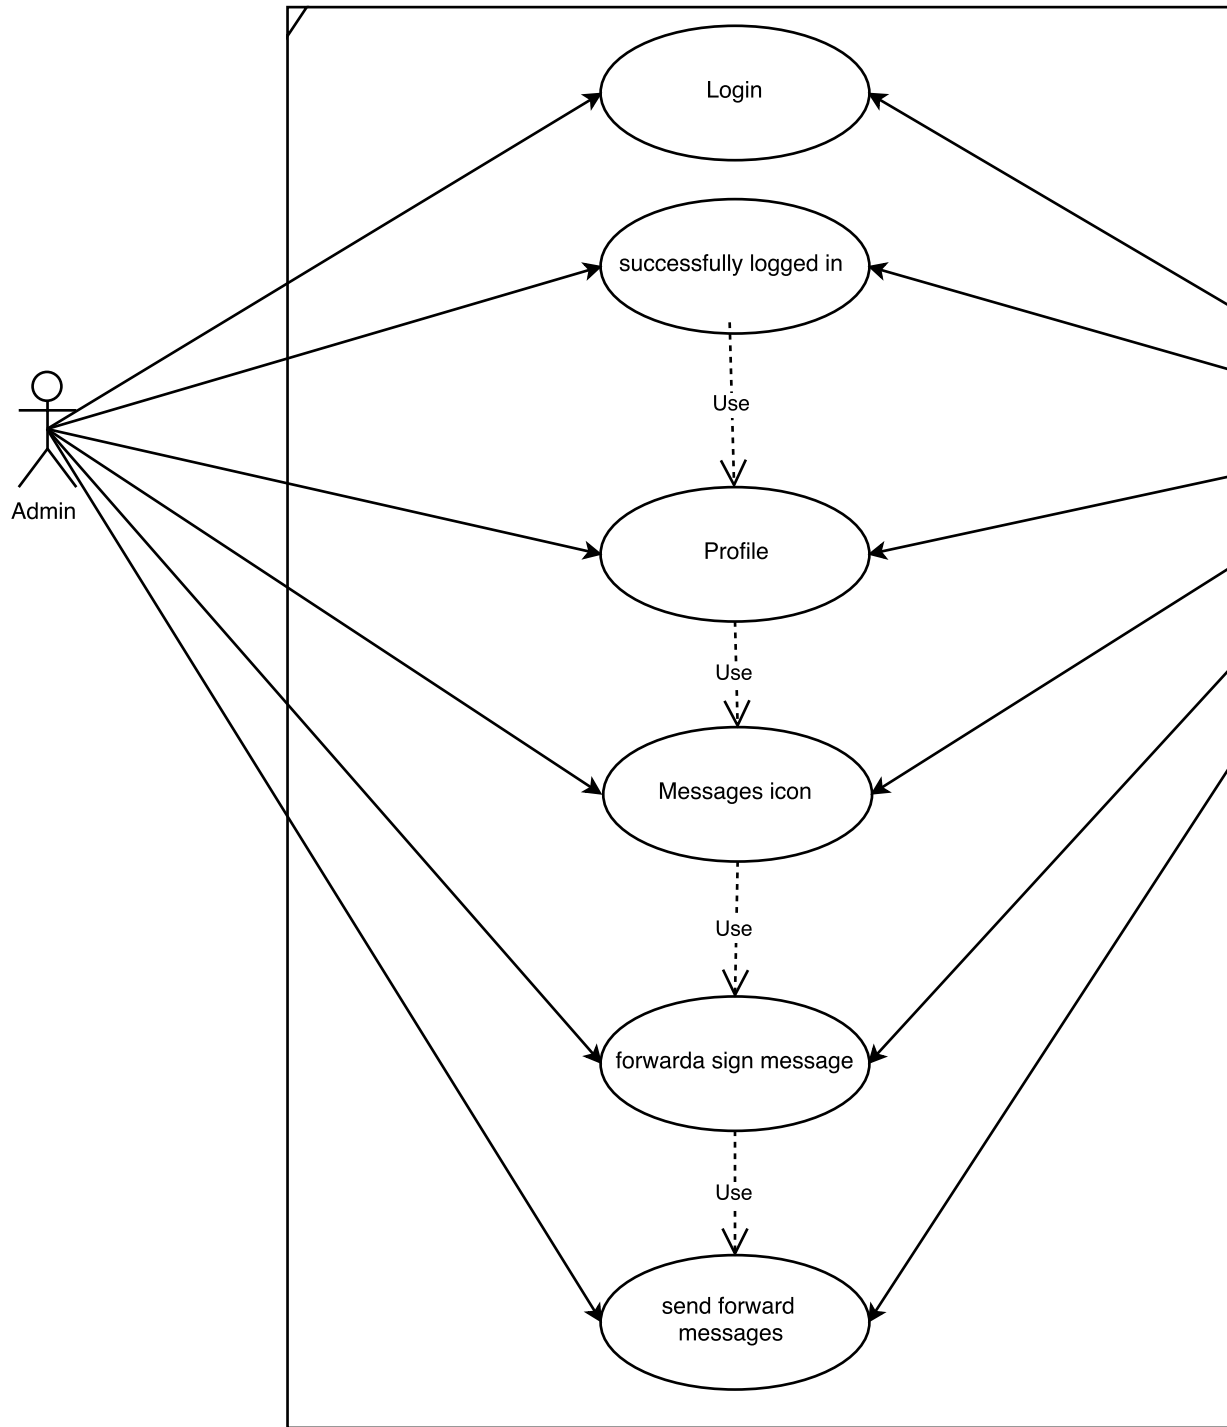 Login
successfully logged in
Use
Admin
Profile
Use
Messages icon
Use
forwarda sign message
Use
send forward
messages